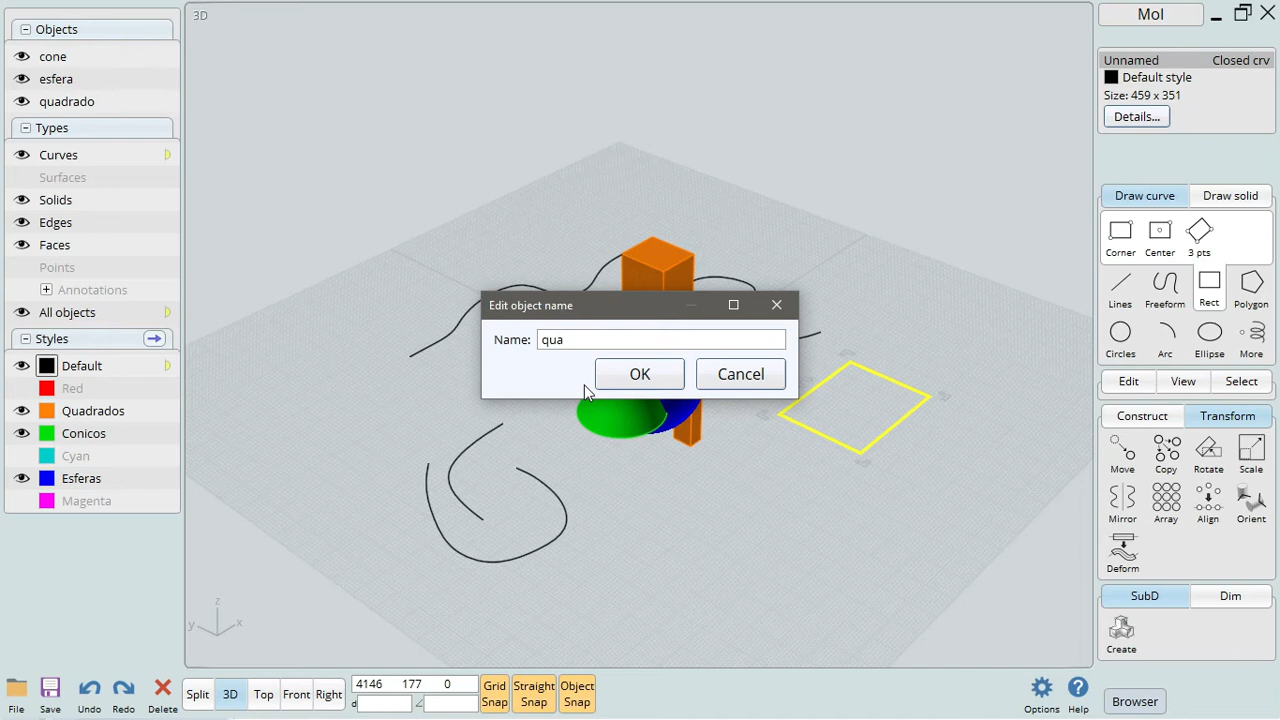 3D
MoI
Objects
cone
esfera
quadrado
Types
Curves
Surfaces
Solids
Edges
Faces
Points
Annotations
All objects
Styles
Default
Red
Quadrados
Conicos
Cyan
Esferas
Magenta
Edit object name
Name: qua
OK Cancel
z
y x
Unnamed Closed crv
Default style
Size: 459 x 351
Details...
Draw curve Draw solid
Corner Center 3 pts
Lines Freeform Rect Polygon
Circles Arc Ellipse More
Edit View Select
Construct Transform
Move Copy Rotate Scale
Mirror Array Align Orient
Deform
SubD Dim
Create
File Save Undo Redo Delete
Split 3D Top Front Right
4146 177 0
d
Grid Snap
Straight Snap
Object Snap
Options Help
Browser